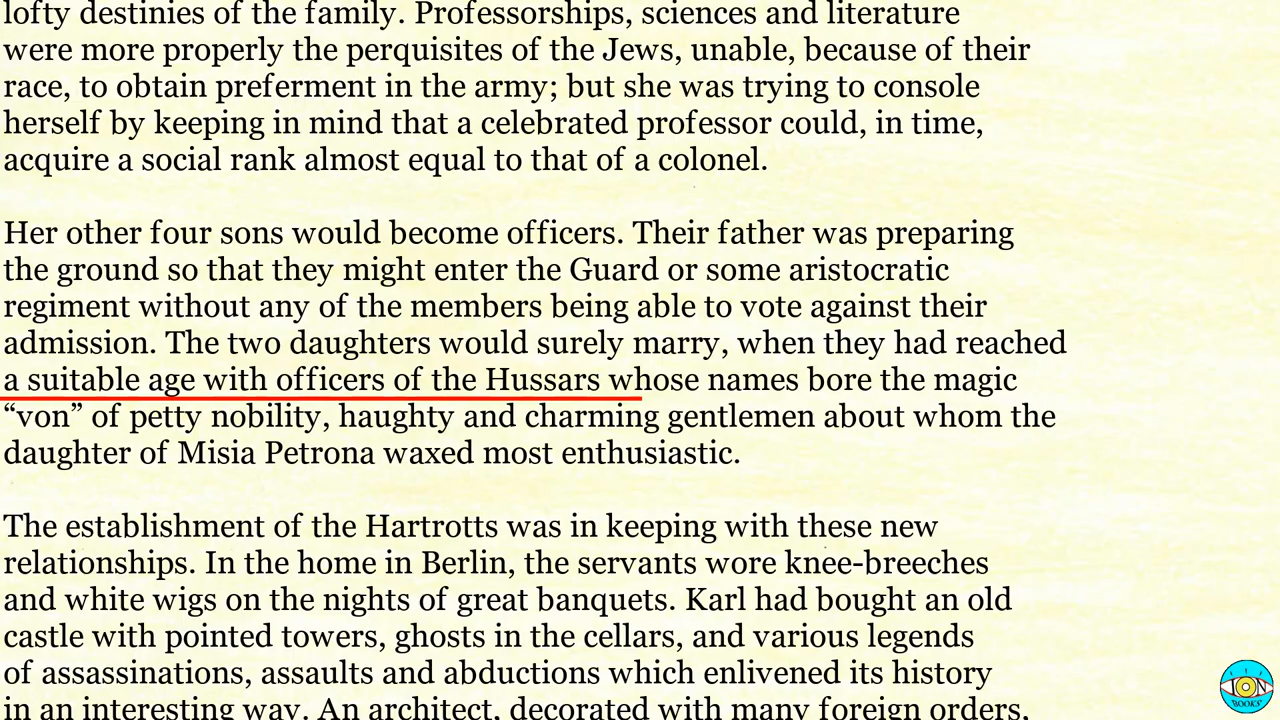 lofty destinies of the family. Professorships, sciences and literature
were more properly the perquisites of the Jews, unable, because of their
race, to obtain preferment in the army; but she was trying to console
herself by keeping in mind that a celebrated professor could, in time,
acquire a social rank almost equal to that of a colonel.
Her other four sons would become officers. Their father was preparing
the ground so that they might enter the Guard or some aristocratic
regiment without any of the members being able to vote against their
admission. The two daughters would surely marry, when they had reached
a suitable age with officers of the Hussars whose names bore the magic
“von” of petty nobility, haughty and charming gentlemen about whom the
daughter of Misia Petrona waxed most enthusiastic.
The establishment of the Hartrotts was in keeping with these new
relationships. In the home in Berlin, the servants wore knee-breeches
and white wigs on the nights of great banquets. Karl had bought an old
castle with pointed towers, ghosts in the cellars, and various legends
of assassinations, assaults and abductions which enlivened its history
in an interesting way. An architect, decorated with many foreign orders,
ION
BOOKS